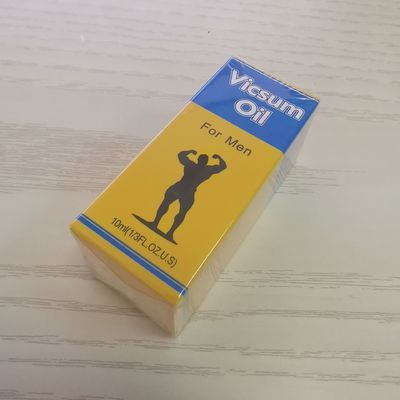 Vicsum
Oil
For Men
10ml(1/3FL.OZ.U.S)